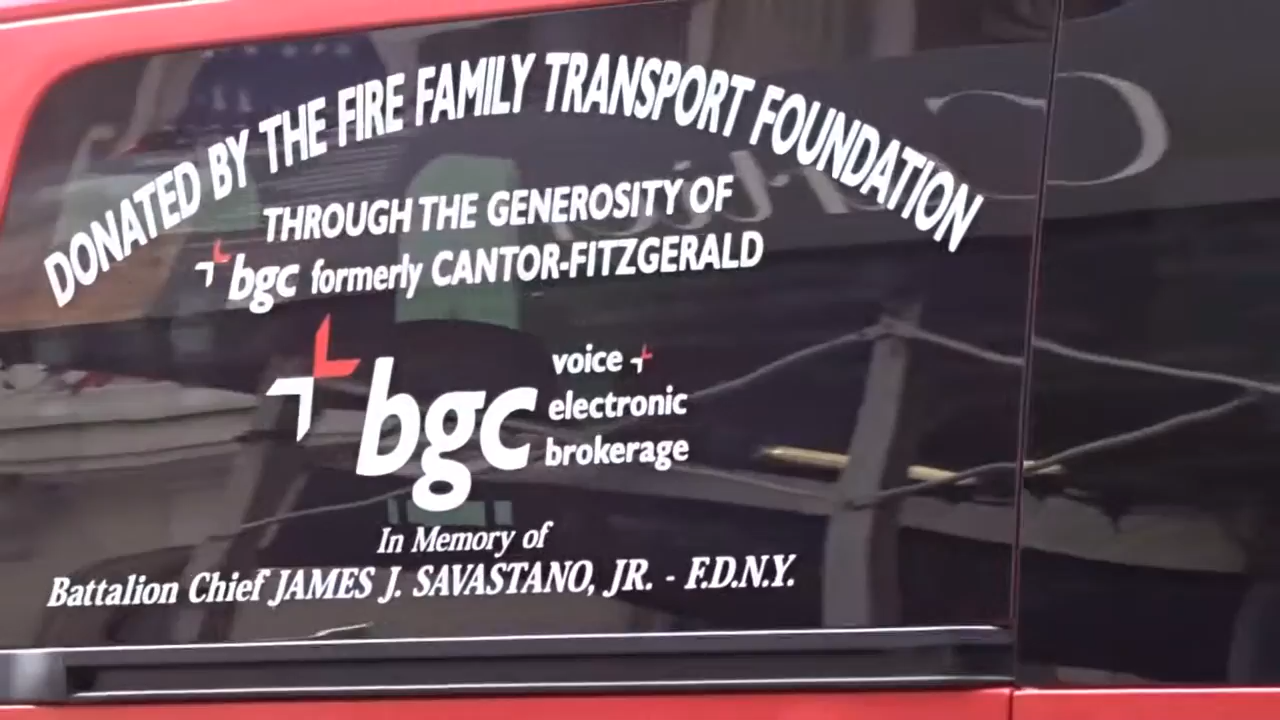 DONATED BY THE FIRE FAMILY TRANSPORT FOUNDATION
THROUGH THE GENEROSITY OF
bgc formerly CANTOR-FITZGERALD
bgc
voice
electronic
brokerage
In Memory of
Battalion Chief JAMES J. SAVASTANO, JR. - F.D.N.Y.